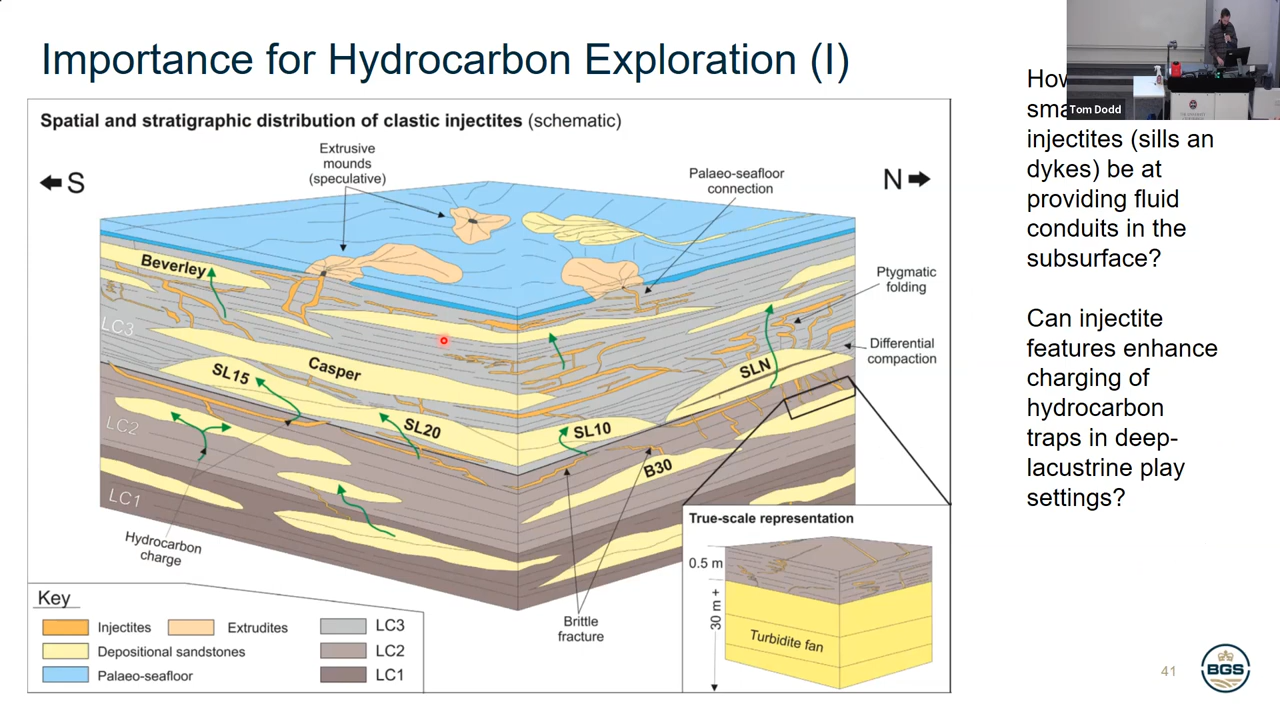 Importance for Hydrocarbon Exploration (I)
Tom Dodd
Spatial and stratigraphic distribution of clastic injectites (schematic)
S
N
Extrusive
mounds
(speculative)
Palaeo-seafloor
connection
Ptygmatic
folding
Differential
compaction
Beverley
LC3
Casper
SL15
SL20
SL10
SLN
B30
LC2
LC1
Hydrocarbon
charge
Brittle
fracture
True-scale representation
0.5 m
30 m +
Turbidite fan
Key
Injectites
Extrudites
Depositional sandstones
Palaeo-seafloor
LC3
LC2
LC1
injectites (sills an
dykes) be at
providing fluid
conduits in the
subsurface?
Can injectite
features enhance
charging of
hydrocarbon
traps in deep-
lacustrine play
settings?
41
BGS